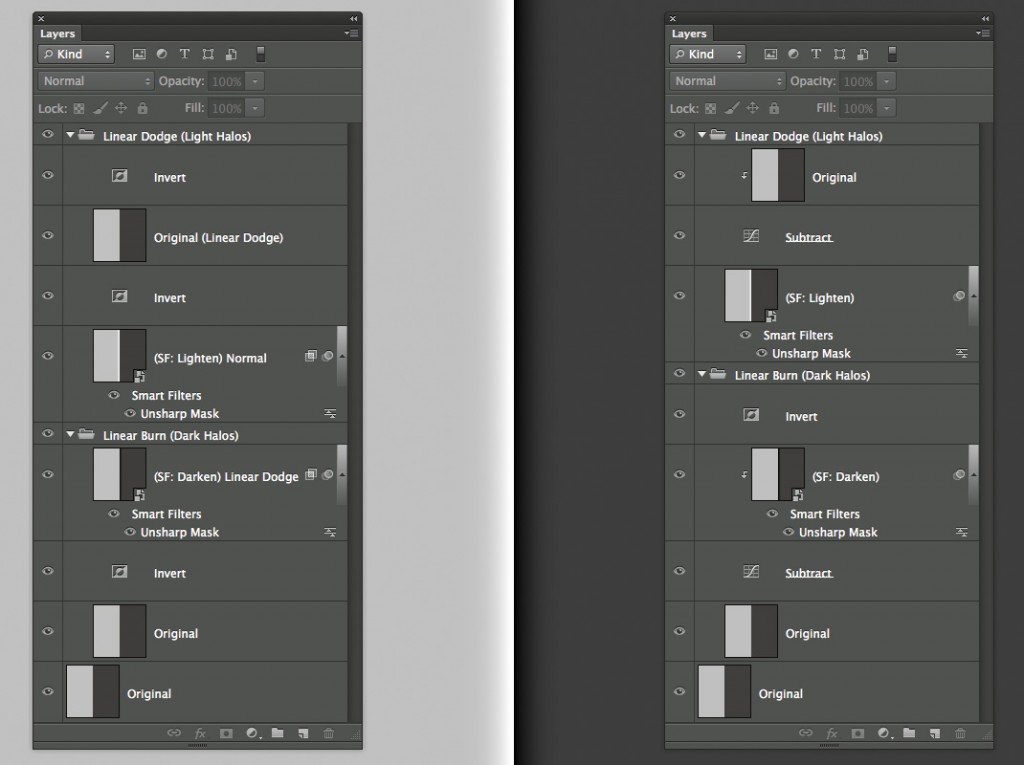 Layers
Kind
Normal
Opacity: 100%
Lock:
Fill: 100%
Linear Dodge (Light Halos)
Invert
Original (Linear Dodge)
Invert
(SF: Lighten) Normal
Smart Filters
Unsharp Mask
Linear Burn (Dark Halos)
(SF: Darken) Linear Dodge
Smart Filters
Unsharp Mask
Invert
Original
Original
fx
Layers
Kind
Normal
Opacity: 100%
Lock:
Fill: 100%
Linear Dodge (Light Halos)
Original
Subtract
(SF: Lighten)
Smart Filters
Unsharp Mask
Linear Burn (Dark Halos)
Invert
(SF: Darken)
Smart Filters
Unsharp Mask
Subtract
Original
Original
fx